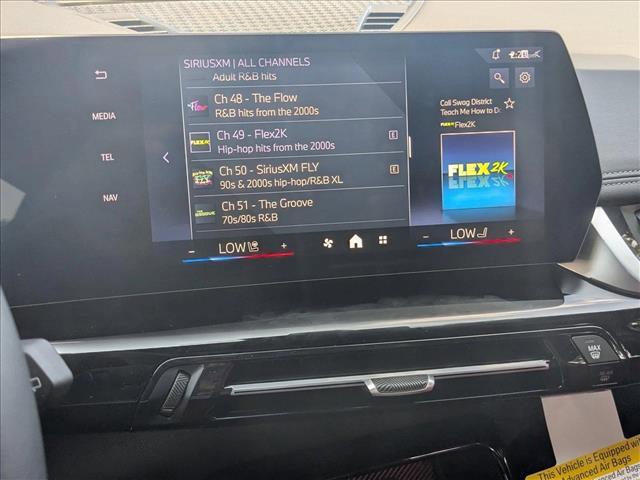 SIRIUSXM | ALL CHANNELS
Adult R&B hits
MEDIA
TEL
NAV
Ch 48 - The Flow
R&B hits from the 2000s
Ch 49 - Flex2K
E
Hip-hop hits from the 2000s
Ch 50 - SiriusXM FLY
E
90s & 2000s hip-hop/R&B XL
Ch 51 - The Groove
70s/80s R&B
Call Swag District
Teach Me How to D
FLEX2K Flex2K
FLEX2K
− LOW +
− LOW +
MAX
REAR
This Vehicle is Equipped with
Advanced Air Bags